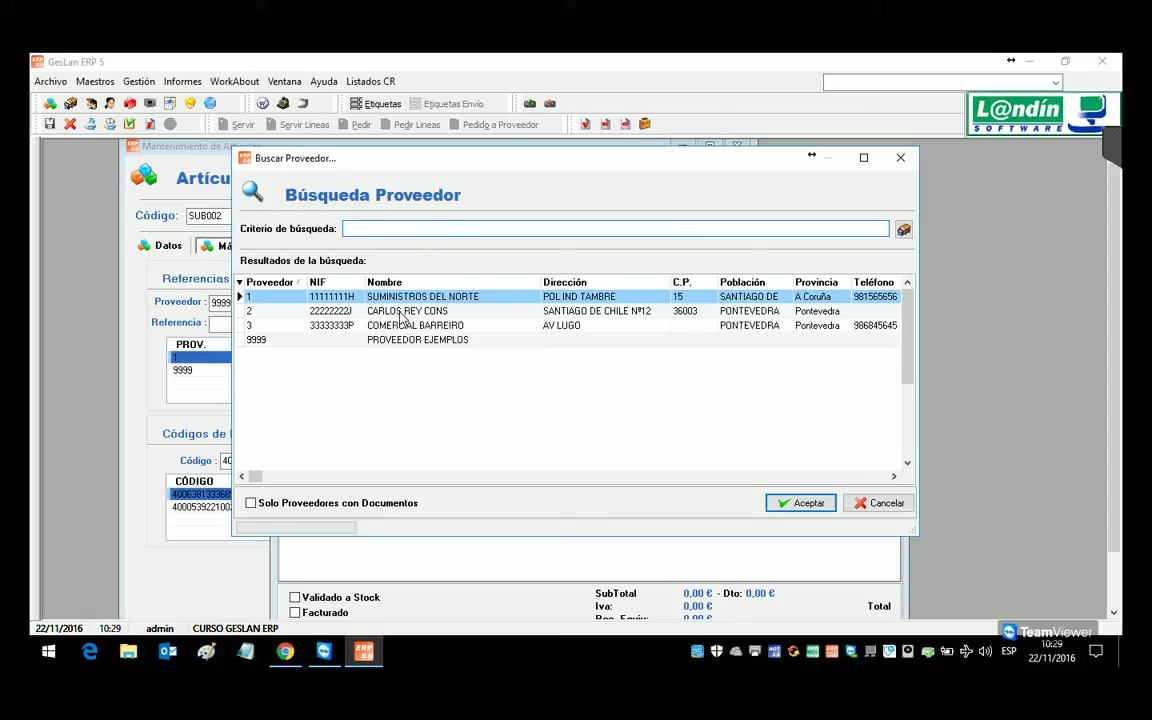 GesLan ERP 5
Archivo Maestros Gestión Informes WorkAbout Ventana Ayuda Listados CR
Etiquetas Etiquetas Envío
Servir Servir Lineas Pedir Pedir Lineas Pedido a Proveedor
L@ndín
SOFTWARE
Mantenimiento de
Buscar Proveedor...
Búsqueda Proveedor
Código: SUB002
Criterio de búsqueda:
Datos
Resultados de la búsqueda:
Proveedor NIF Nombre Dirección C.P. Población Provincia Teléfono
1 11111111H SUMINISTROS DEL NORTE POL IND TAMBRE 15 SANTIAGO DE A Coruña 981565656
2 22222222J CARLOS REY CONS SANTIAGO DE CHILE Nº12 36003 PONTEVEDRA Pontevedra
3 33333333P COMERCIAL BARREIRO AV LUGO PONTEVEDRA Pontevedra 986845645
9999 PROVEEDOR EJEMPLOS
Referencias
Proveedor : 9999
Referencia :
PROV.
1
9999
Códigos de
Código : 40
CÓDIGO
400638133368
400053922100
Solo Proveedores con Documentos
Aceptar Cancelar
Validado a Stock
Facturado
SubTotal 0,00 € - Dto: 0,00 €
Iva: 0,00 € Total
22/11/2016 10:29 admin CURSO GESLAN ERP
TeamViewer
ESP
10:29
22/11/2016